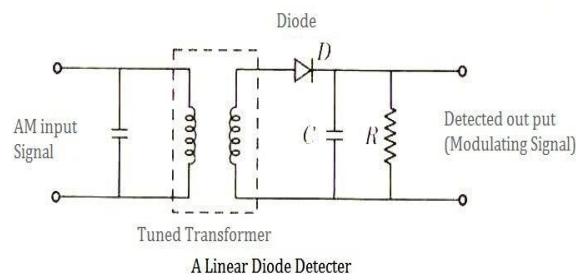 Diode
D
AM input
Signal
C
R
Detected out put
(Modulating Signal)
Tuned Transformer
A Linear Diode Detecter